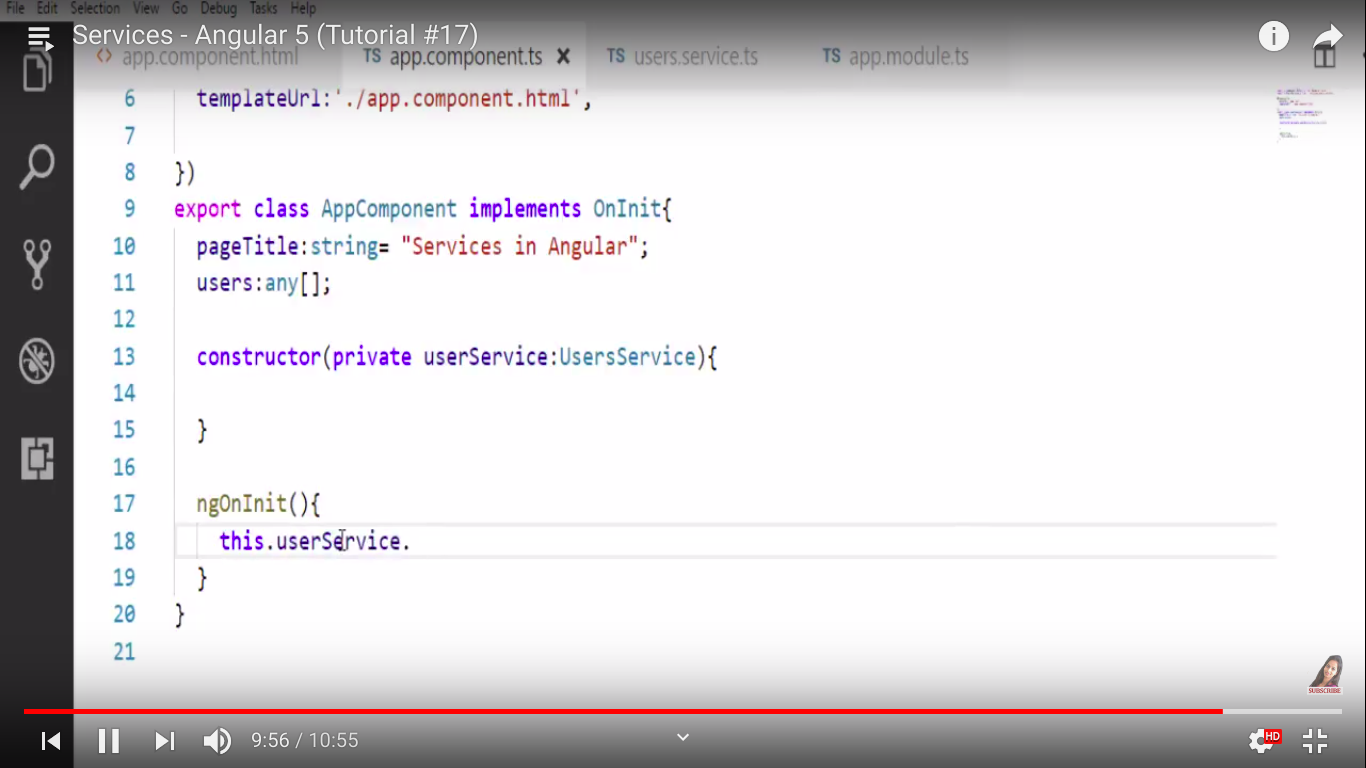 File Edit Selection View Go Debug Tasks Help
Services - Angular 5 (Tutorial #17)
i
<> app.component.html TS app.component.ts × TS users.service.ts TS app.module.ts
6 templateUrl:'./app.component.html',
7
8 })
9 export class AppComponent implements OnInit{
10 pageTitle:string= "Services in Angular";
11 users:any[];
12
13 constructor(private userService:UsersService){
14
15 }
16
17 ngOnInit(){
18 this.userService.
19 }
20 }
21
SUBSCRIBE
9:56 / 10:55
HD